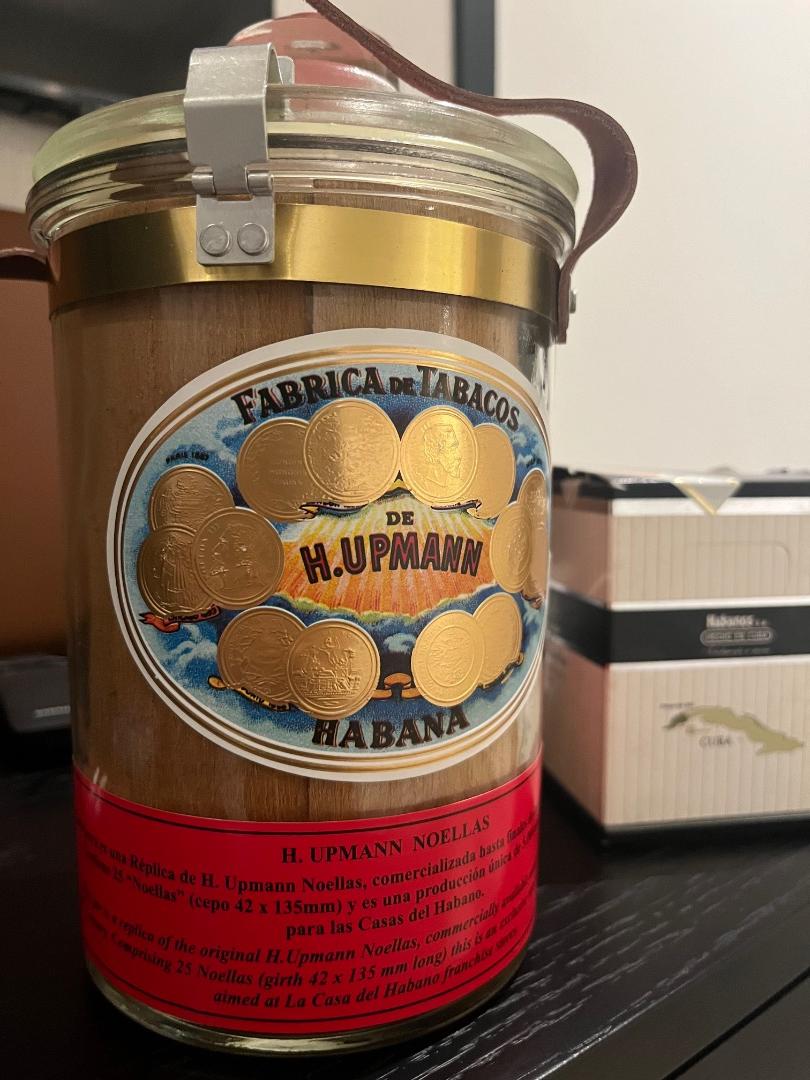 FABRICA DE TABACOS
PARIS 1867
DE
H. UPMANN
HABANA
H. UPMANN NOELLAS
es una Réplica de H. Upmann Noellas, comercializada hasta
25 "Noellas" (cepo 42 x 135mm) y es una producción única de
para las Casas del Habano.
is a replica of the original H.Upmann Noellas, commercially
Comprising 25 Noellas (girth 42 x 135 mm long) this is an
aimed at La Casa del Habano franchise stores.
Habanos s.a.
CUBA